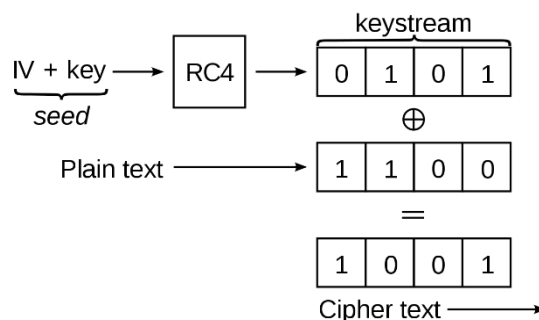 keystream
IV + key
RC4
0 1 0 1
seed
⊕
Plain text
1 1 0 0
=
1 0 0 1
Cipher text